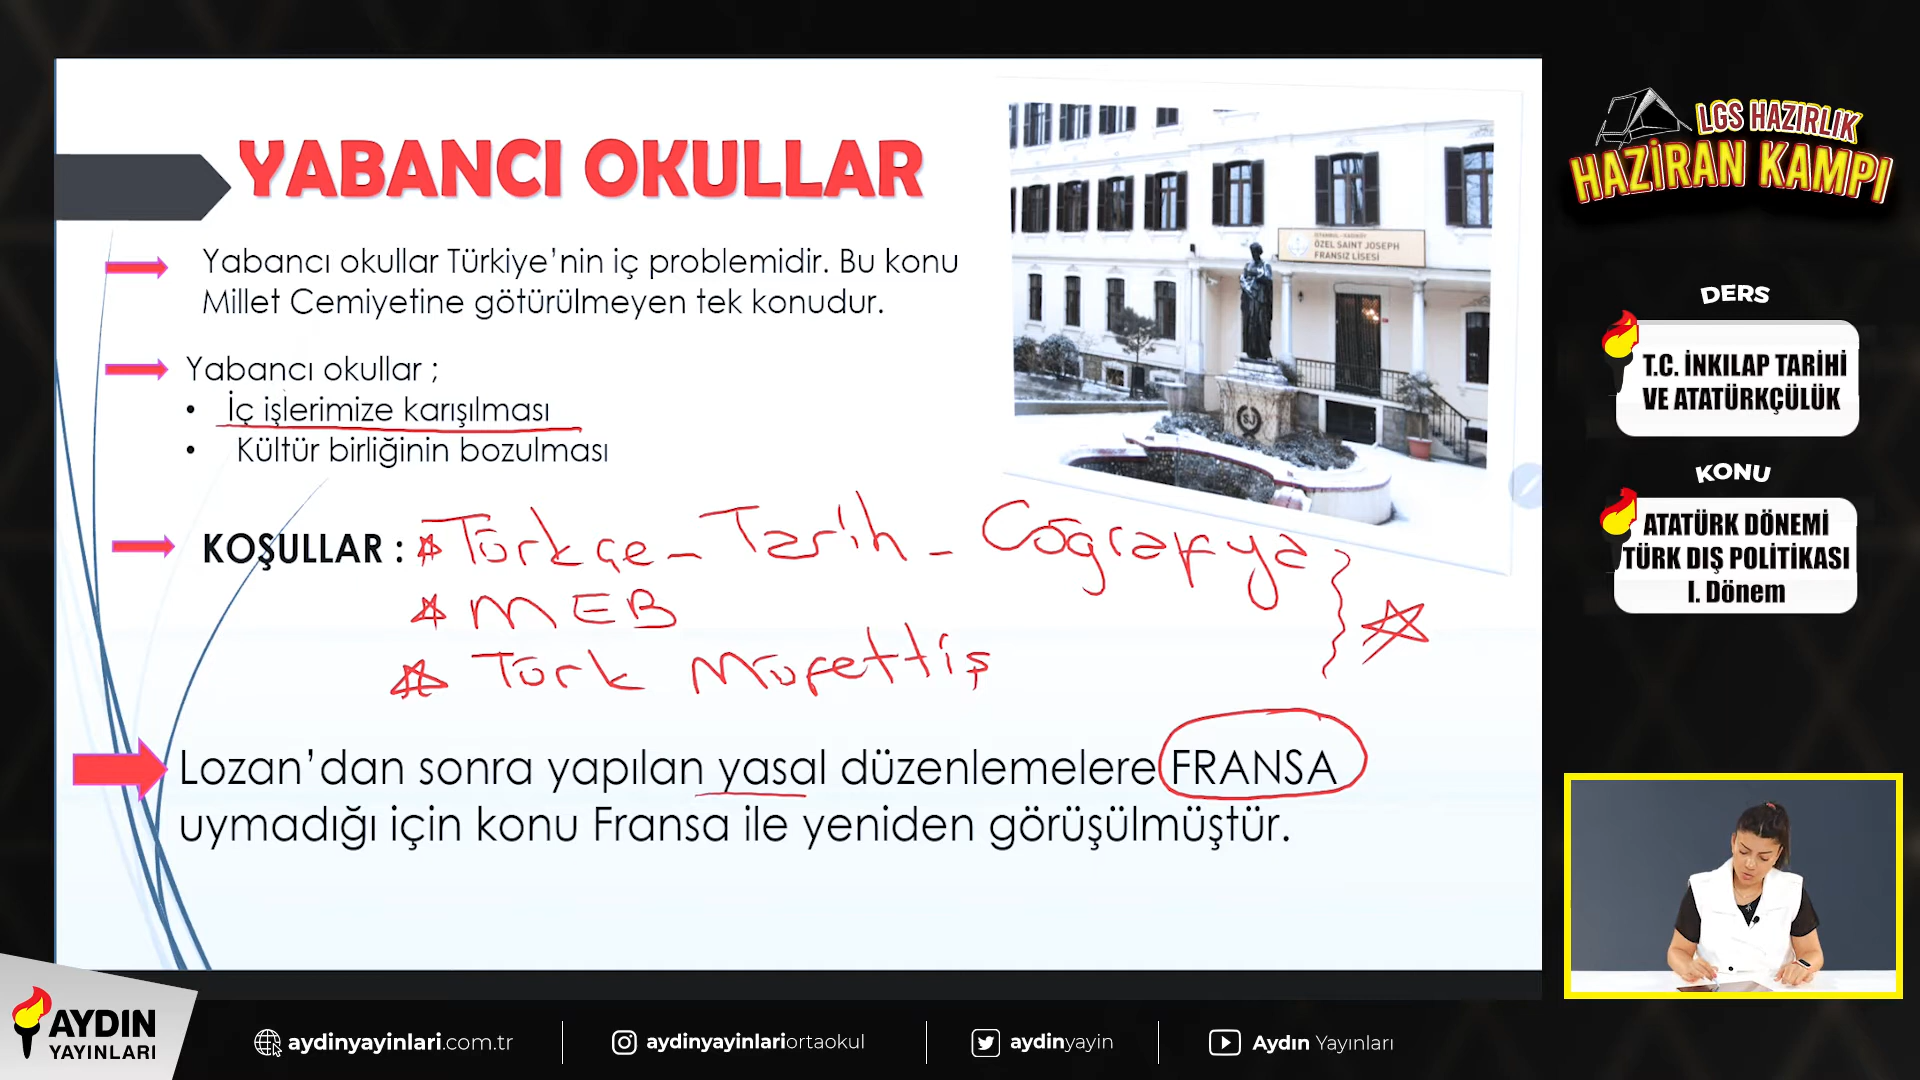 YABANCI OKULLAR
Yabancı okullar Türkiye'nin iç problemidir. Bu konu
Millet Cemiyetine götürülmeyen tek konudur.
Yabancı okullar ;
• İç işlerimize karışılması
• Kültür birliğinin bozulması
KOŞULLAR : Türkçe - Tarih - Coğrafya
MEB
Türk Müfettiş
Lozan'dan sonra yapılan yasal düzenlemelere FRANSA
uymadığı için konu Fransa ile yeniden görüşülmüştür.
İSTANBUL - KADIKÖY
ÖZEL SAINT JOSEPH
FRANSIZ LİSESİ
SJ
LGS HAZIRLIK
HAZİRAN KAMPI
DERS
T.C. İNKILAP TARİHİ
VE ATATÜRKÇÜLÜK
KONU
ATATÜRK DÖNEMİ
TÜRK DIŞ POLİTİKASI
I. Dönem
AYDIN
YAYINLARI
aydinyayinlari.com.tr
aydinyayinlariortaokul
aydinyayin
Aydın Yayınları